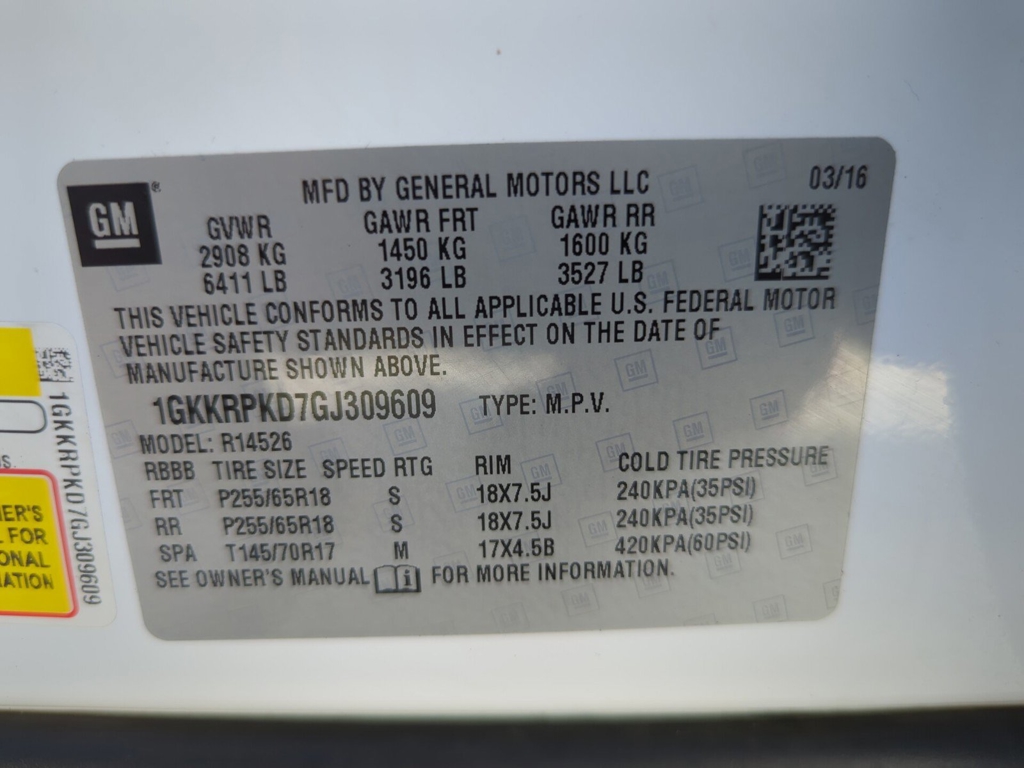 GM®
MFD BY GENERAL MOTORS LLC
03/16
GVWR GAWR FRT GAWR RR
2908 KG 1450 KG 1600 KG
6411 LB 3196 LB 3527 LB
THIS VEHICLE CONFORMS TO ALL APPLICABLE U.S. FEDERAL MOTOR
VEHICLE SAFETY STANDARDS IN EFFECT ON THE DATE OF
MANUFACTURE SHOWN ABOVE.
1GKKRPKD7GJ309609 TYPE: M.P.V.
MODEL: R14526
RBBB TIRE SIZE SPEED RTG RIM COLD TIRE PRESSURE
FRT P255/65R18 S 18X7.5J 240KPA(35PSI)
RR P255/65R18 S 18X7.5J 240KPA(35PSI)
SPA T145/70R17 M 17X4.5B 420KPA(60PSI)
SEE OWNER'S MANUAL FOR MORE INFORMATION.
1GKKRPKD7GJ309609
FOR